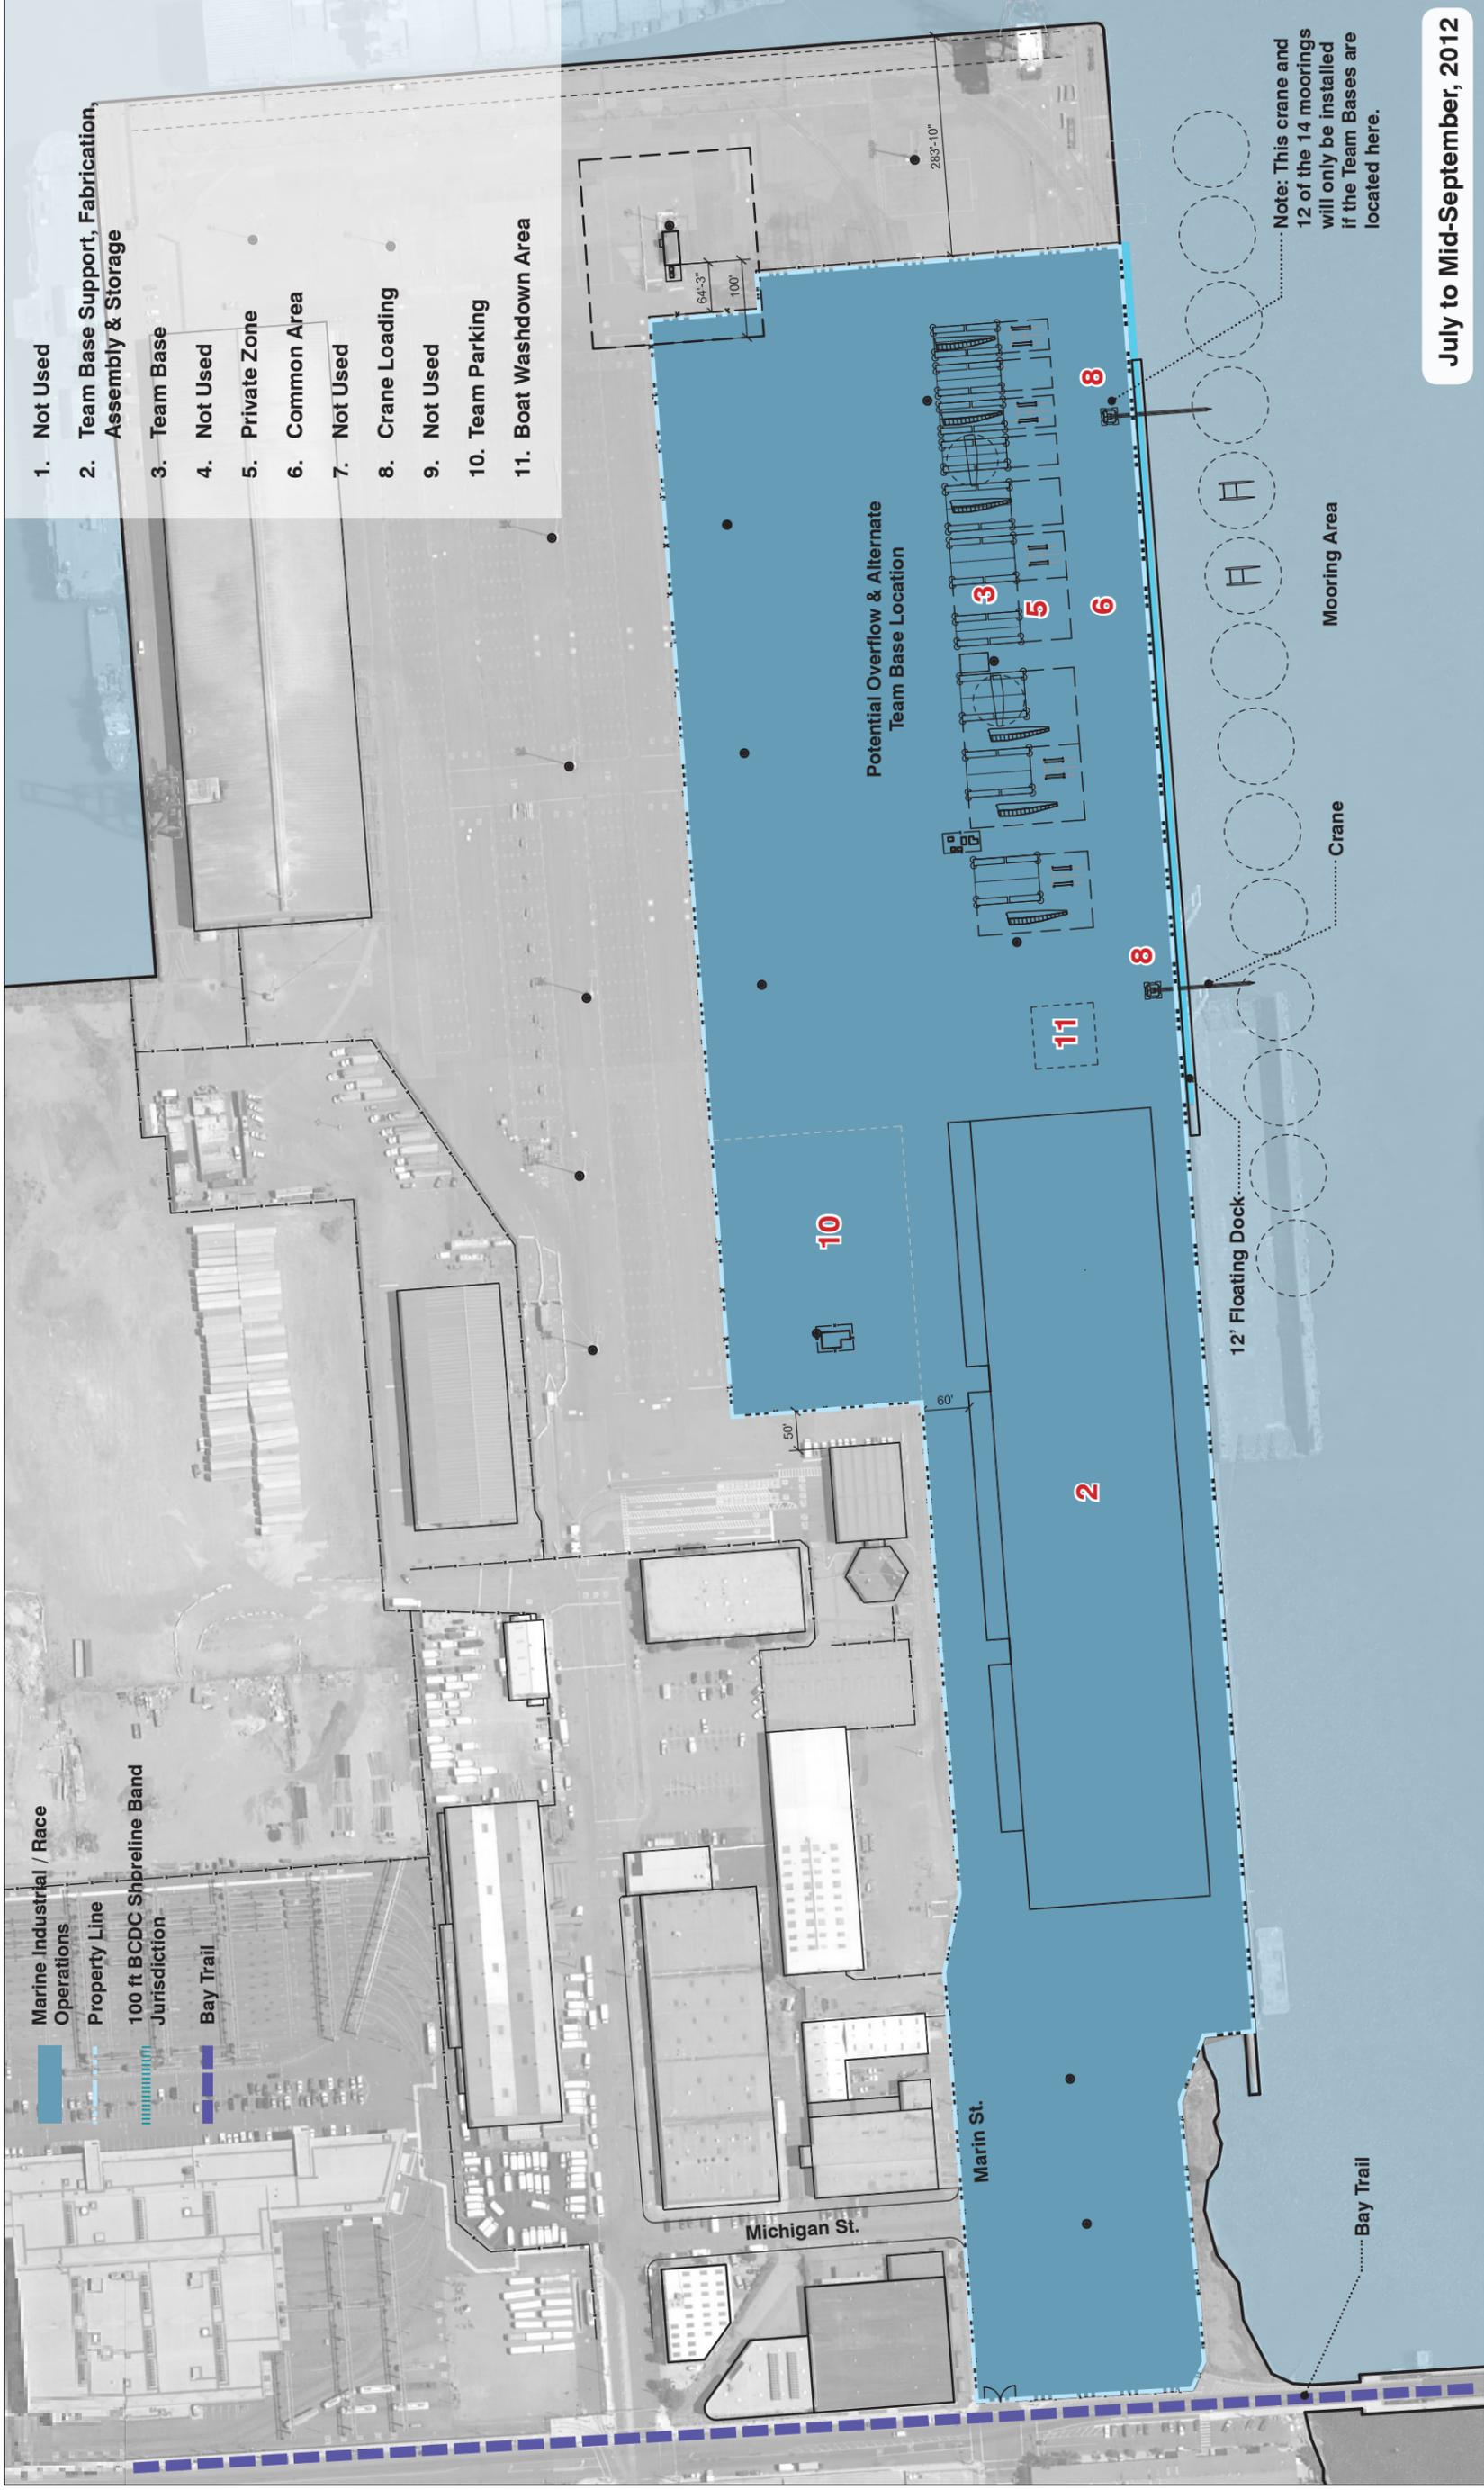 Marine Industrial / Race
Operations
Property Line
100 ft BCDC Shoreline Band
Jurisdiction
Bay Trail
1. Not Used
2. Team Base Support, Fabrication,
Assembly & Storage
3. Team Base
4. Not Used
5. Private Zone
6. Common Area
7. Not Used
8. Crane Loading
9. Not Used
10. Team Parking
11. Boat Washdown Area
64'-3"
100'
283'-10"
Potential Overflow & Alternate
Team Base Location
3
5
6
8
8
11
10
2
50'
60'
Michigan St.
Marin St.
Note: This crane and
12 of the 14 moorings
will only be installed
if the Team Bases are
located here.
Mooring Area
Crane
12' Floating Dock
Bay Trail
July to Mid-September, 2012